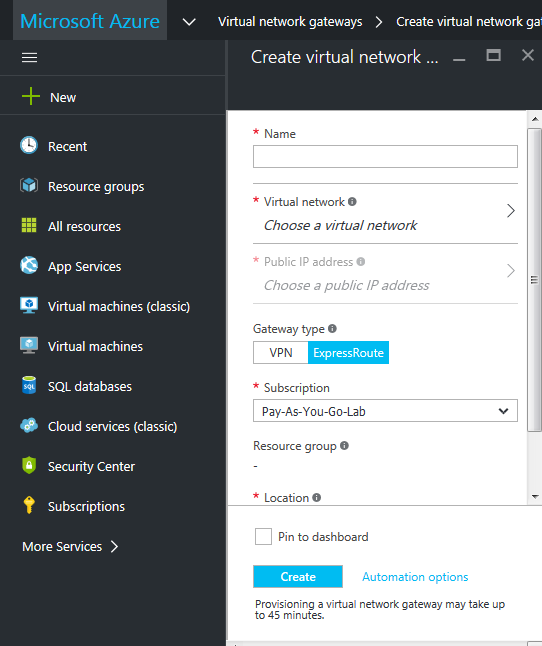 Microsoft Azure
Virtual network gateways
Create virtual network ga
Create virtual network ...
New
Recent
Resource groups
All resources
App Services
Virtual machines (classic)
Virtual machines
SQL databases
Cloud services (classic)
Security Center
Subscriptions
More Services
* Name
* Virtual network
Choose a virtual network
* Public IP address
Choose a public IP address
Gateway type
VPN ExpressRoute
* Subscription
Pay-As-You-Go-Lab
Resource group
-
* Location
Pin to dashboard
Create
Automation options
Provisioning a virtual network gateway may take up
to 45 minutes.